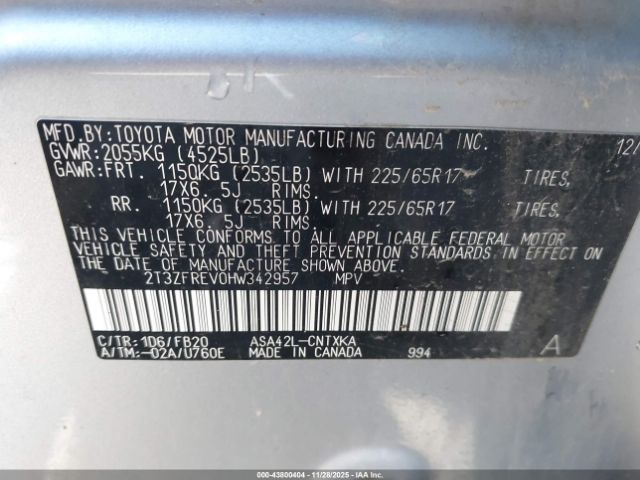 MFD.BY:TOYOTA MOTOR MANUFACTURING CANADA INC. 12/
GVWR:2055KG (4525LB)
GAWR:FRT. 1150KG (2535LB) WITH 225/65R17 TIRES,
17X6.5J RIMS.
RR. 1150KG (2535LB) WITH 225/65R17 TIRES,
17X6.5J RIMS.
THIS VEHICLE CONFORMS TO ALL APPLICABLE FEDERAL MOTOR
VEHICLE SAFETY AND THEFT PREVENTION STANDARDS IN EFFECT ON
THE DATE OF MANUFACTURE SHOWN ABOVE.
2T3ZFREV0HW342957 MPV
C/TR:1D6/FB20 ASA42L-CNTXKA
A/TM:-02A/U760E MADE IN CANADA 994 A
000-43800404 | 11/28/2025 - IAA Inc.